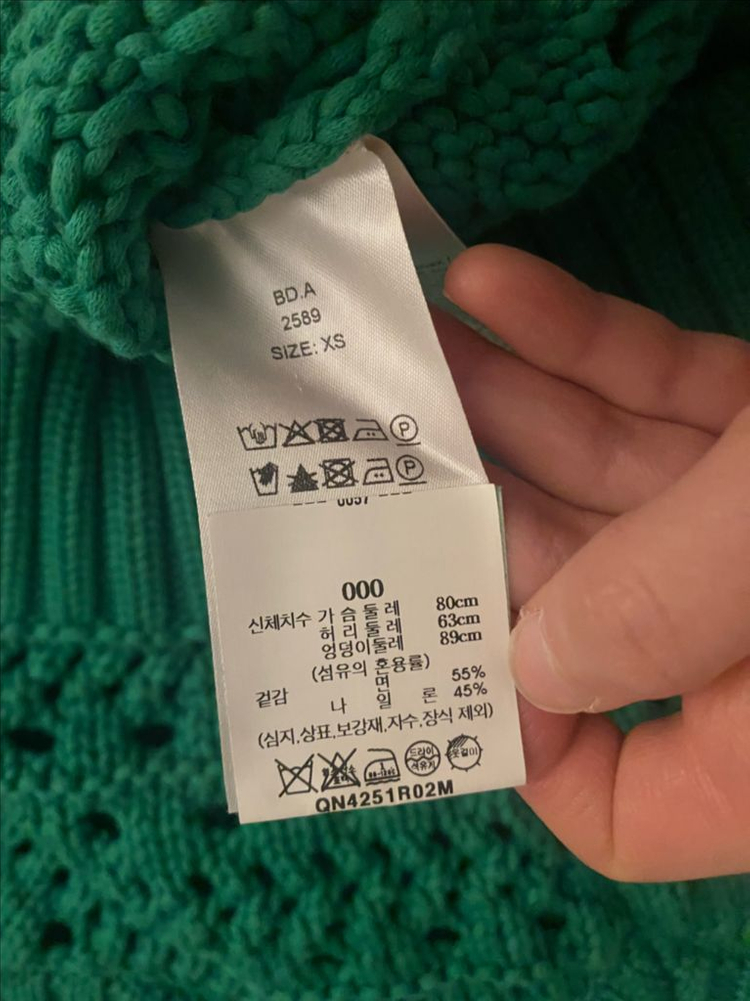 BD.A
2589
SIZE: XS
P
P
000
신체치수 가슴둘레 80cm
허리둘레 63cm
엉덩이둘레 89cm
(섬유의 혼용률)
겉감 면 55%
나일론 45%
(심지,상표,보강재,자수,장식 제외)
드라이
석유계
옷걸이
QN4251R02M